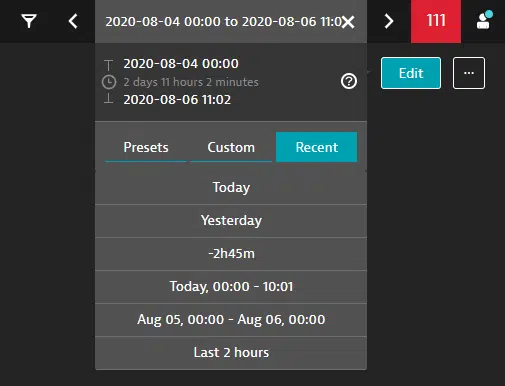 2020-08-04 00:00 to 2020-08-06 11:0
111
2020-08-04 00:00
2 days 11 hours 2 minutes
2020-08-06 11:02
Edit
...
Presets Custom Recent
Today
Yesterday
-2h45m
Today, 00:00 - 10:01
Aug 05, 00:00 - Aug 06, 00:00
Last 2 hours